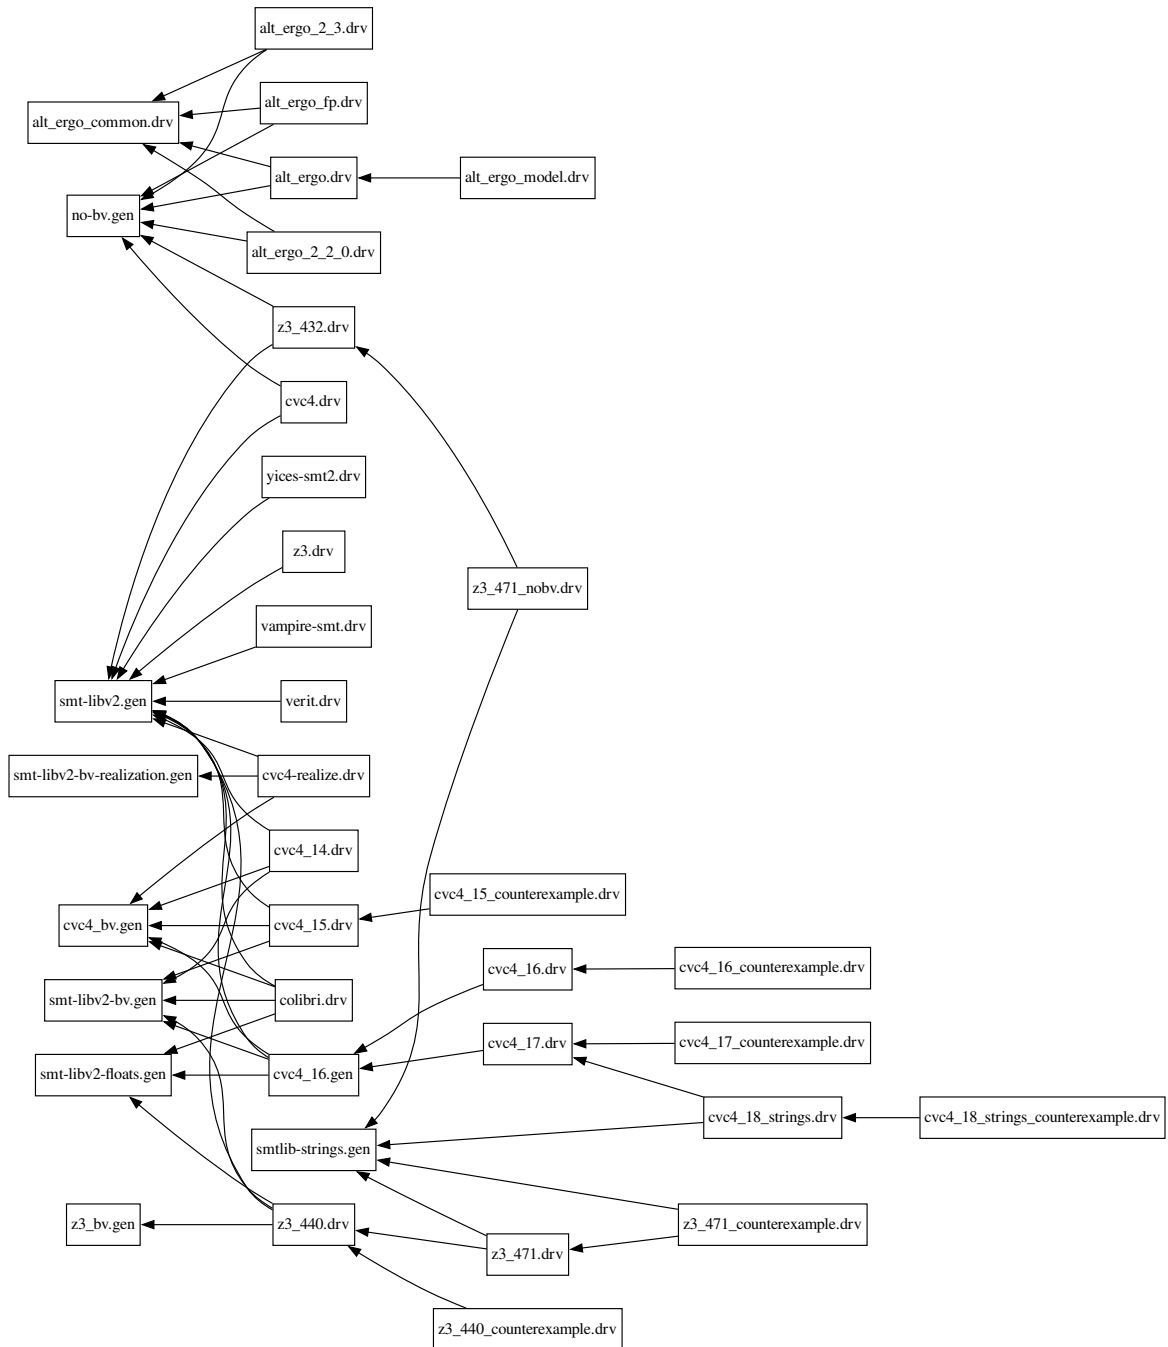 alt_ergo_2_3.drv
alt_ergo_fp.drv
alt_ergo_common.drv
alt_ergo.drv
alt_ergo_model.drv
no-bv.gen
alt_ergo_2_2_0.drv
z3_432.drv
cvc4.drv
yices-smt2.drv
z3.drv
z3_471_nobv.drv
vampire-smt.drv
smt-libv2.gen
verit.drv
smt-libv2-bv-realization.gen
cvc4-realize.drv
cvc4_14.drv
cvc4_15_counterexample.drv
cvc4_bv.gen
cvc4_15.drv
cvc4_16.drv
cvc4_16_counterexample.drv
smt-libv2-bv.gen
colibri.drv
cvc4_17.drv
cvc4_17_counterexample.drv
smt-libv2-floats.gen
cvc4_16.gen
cvc4_18_strings.drv
cvc4_18_strings_counterexample.drv
smtlib-strings.gen
z3_bv.gen
z3_440.drv
z3_471_counterexample.drv
z3_471.drv
z3_440_counterexample.drv